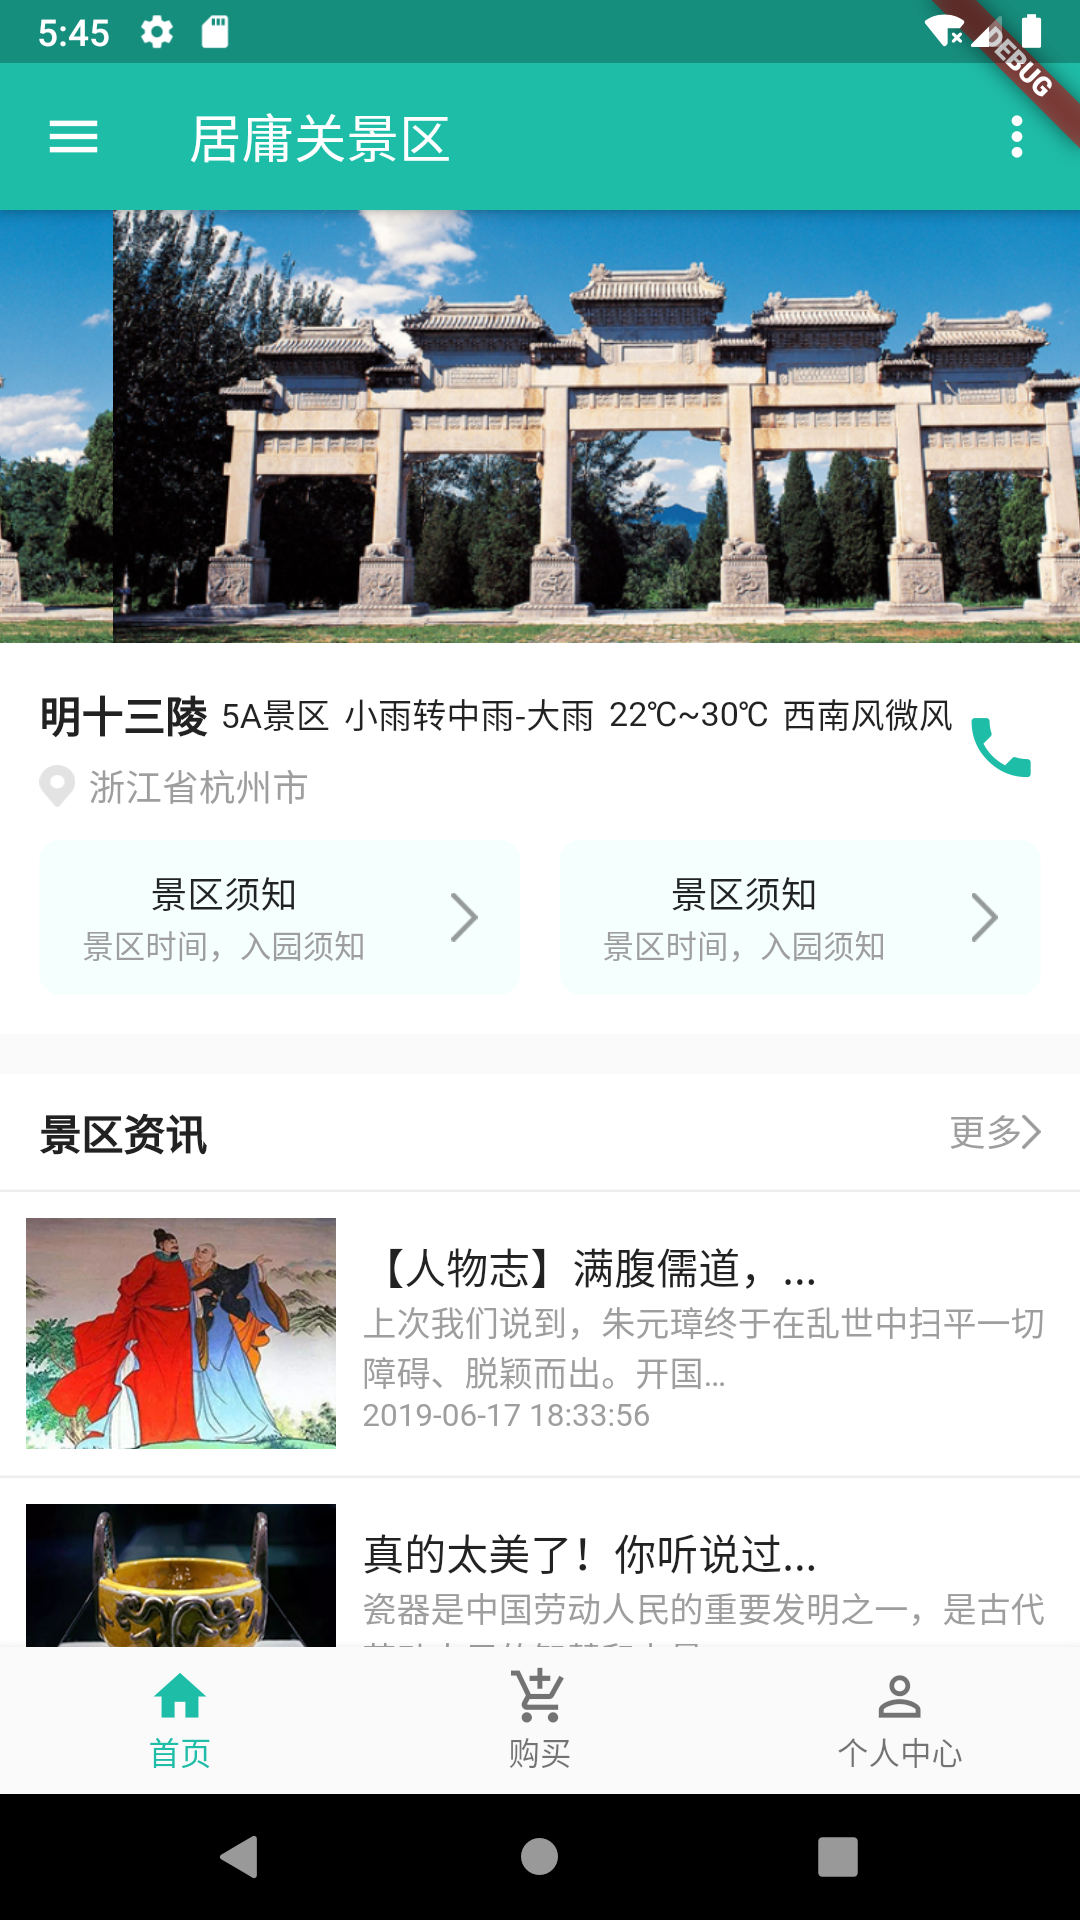 5:45
DEBUG
居庸关景区
明十三陵 5A景区 小雨转中雨-大雨 22℃~30℃ 西南风微风
浙江省杭州市
景区须知
景区时间，入园须知
景区须知
景区时间，入园须知
景区资讯
更多
【人物志】满腹儒道，...
上次我们说到，朱元璋终于在乱世中扫平一切
障碍、脱颖而出。开国...
2019-06-17 18:33:56
真的太美了！你听说过...
瓷器是中国劳动人民的重要发明之一，是古代
首页
购买
个人中心